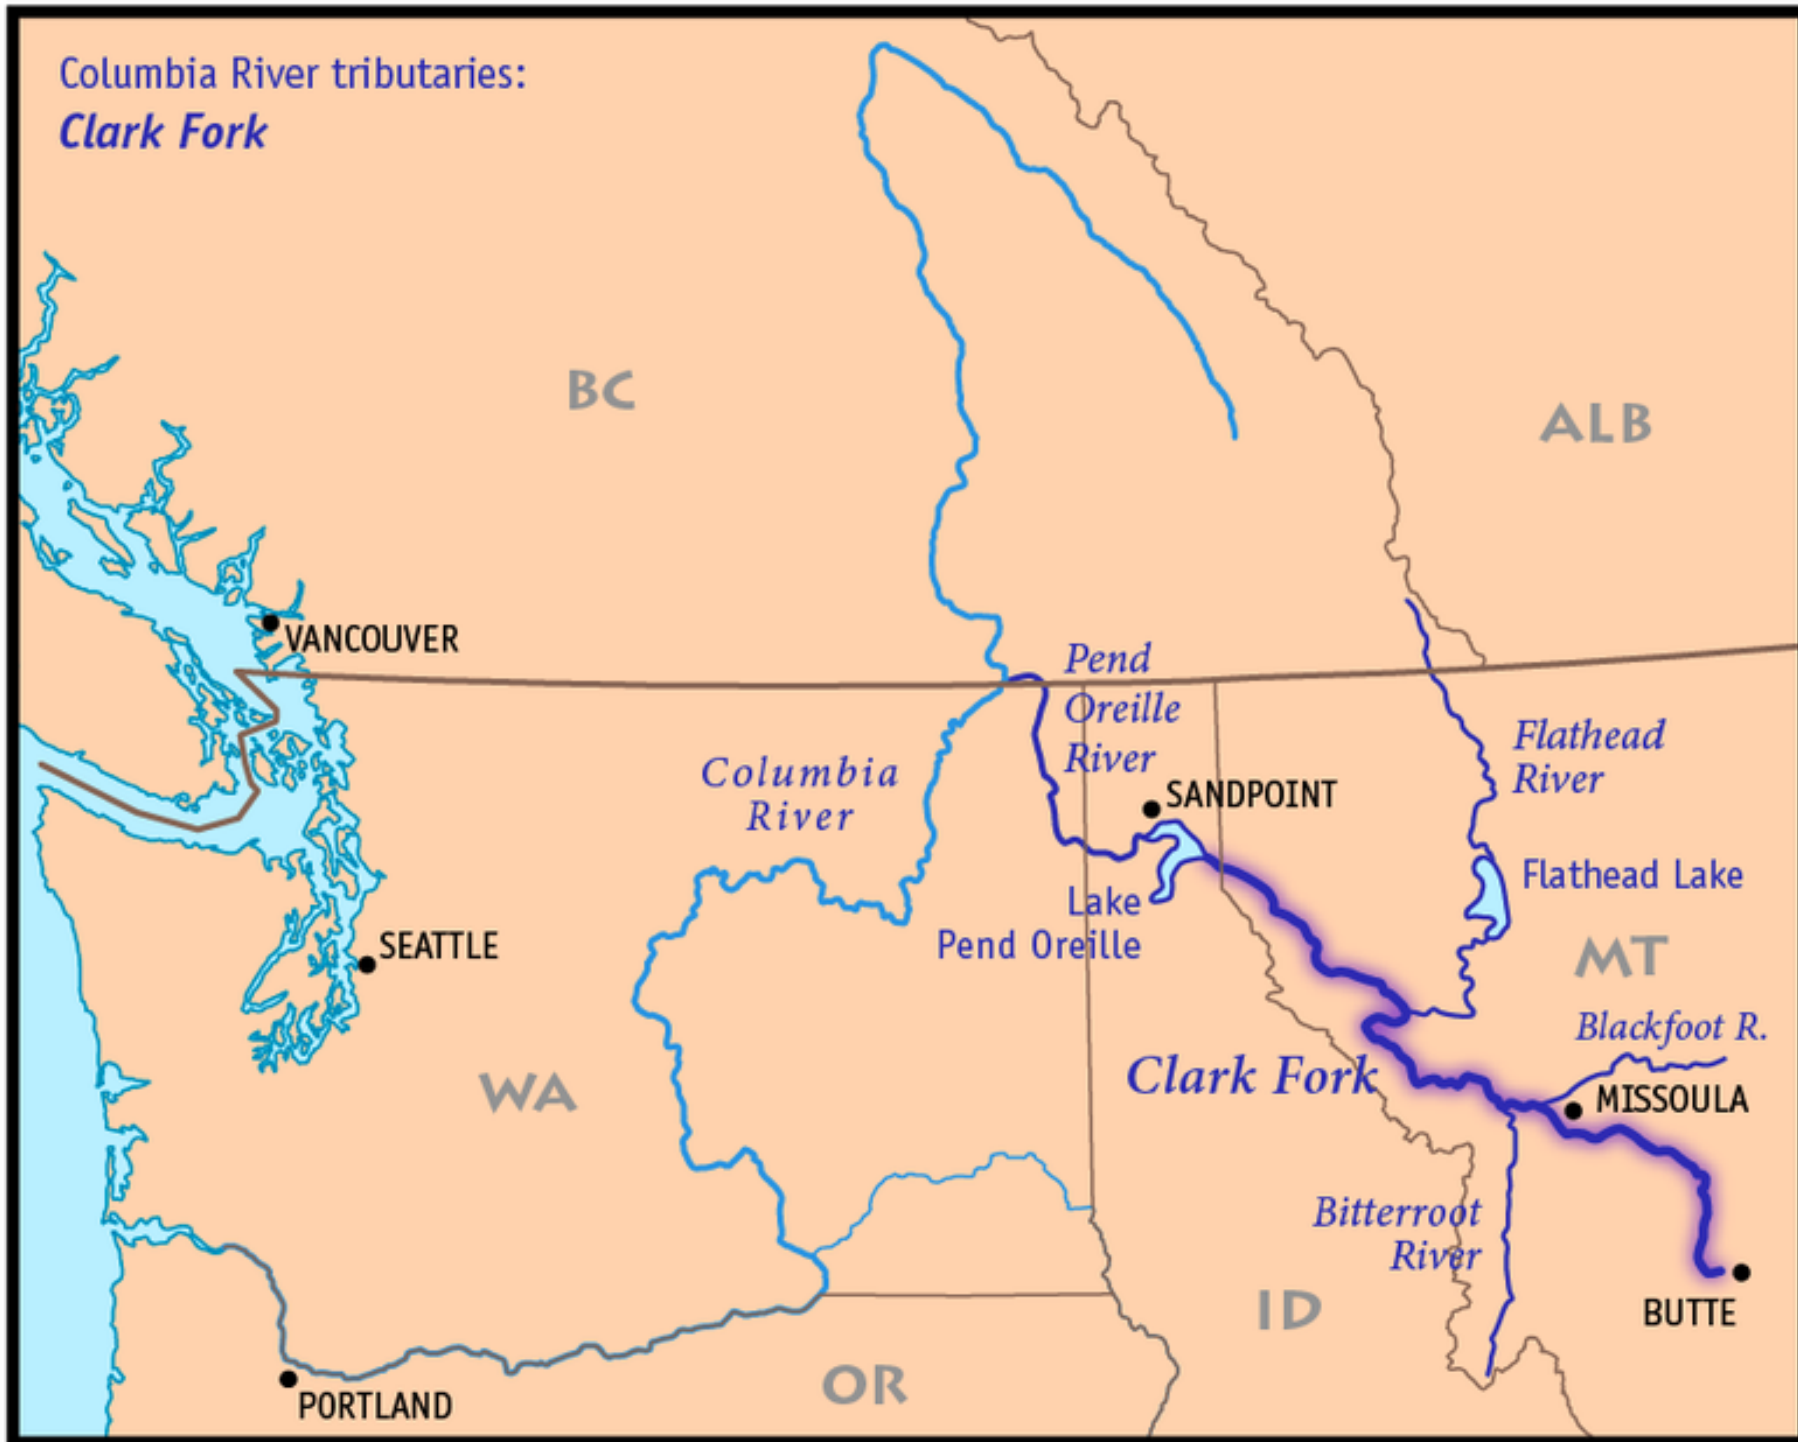 Columbia River tributaries:
Clark Fork
BC
ALB
VANCOUVER
Pend
Oreille
River
Flathead
River
Columbia
River
SANDPOINT
Flathead Lake
Lake
Pend Oreille
SEATTLE
MT
Blackfoot R.
Clark Fork
WA
MISSOULA
Bitterroot
River
ID
BUTTE
OR
PORTLAND